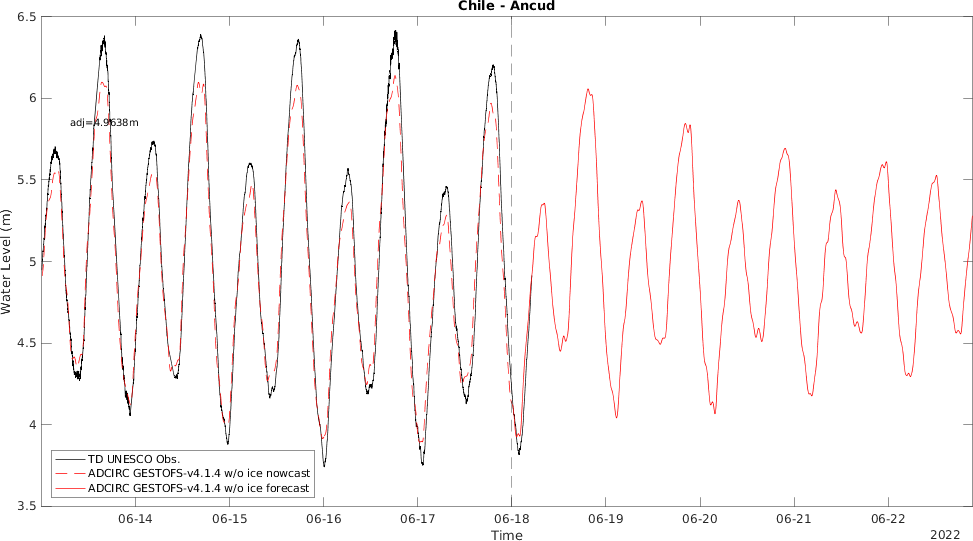 Chile - Ancud
6.5
6
5.5
5
4.5
4
3.5
Water Level (m)
adj=4.9638m
TD UNESCO Obs.
ADCIRC GESTOFS-v4.1.4 w/o ice nowcast
ADCIRC GESTOFS-v4.1.4 w/o ice forecast
06-14 06-15 06-16 06-17 06-18 06-19 06-20 06-21 06-22
Time
2022